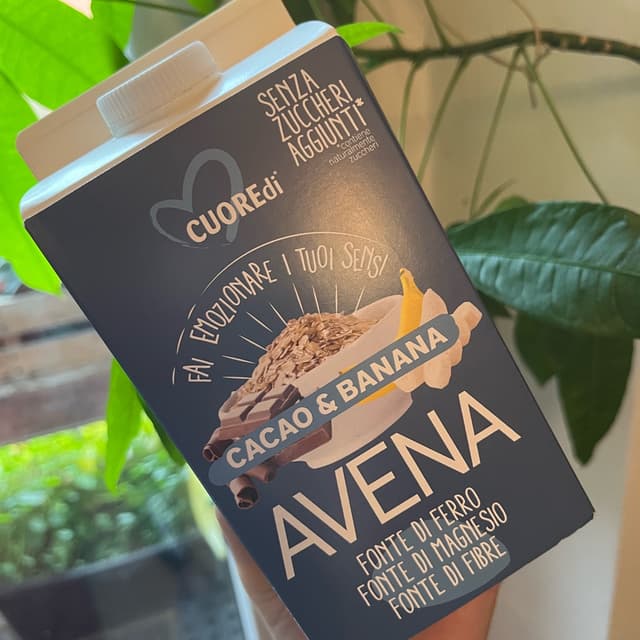 SENZA
ZUCCHERI
AGGIUNTI*
*contiene
naturalmente
zuccheri
CUOREdi
FAI EMOZIONARE I TUOI SENSI
CACAO & BANANA
AVENA
FONTE DI FERRO
FONTE DI MAGNESIO
FONTE DI FIBRE